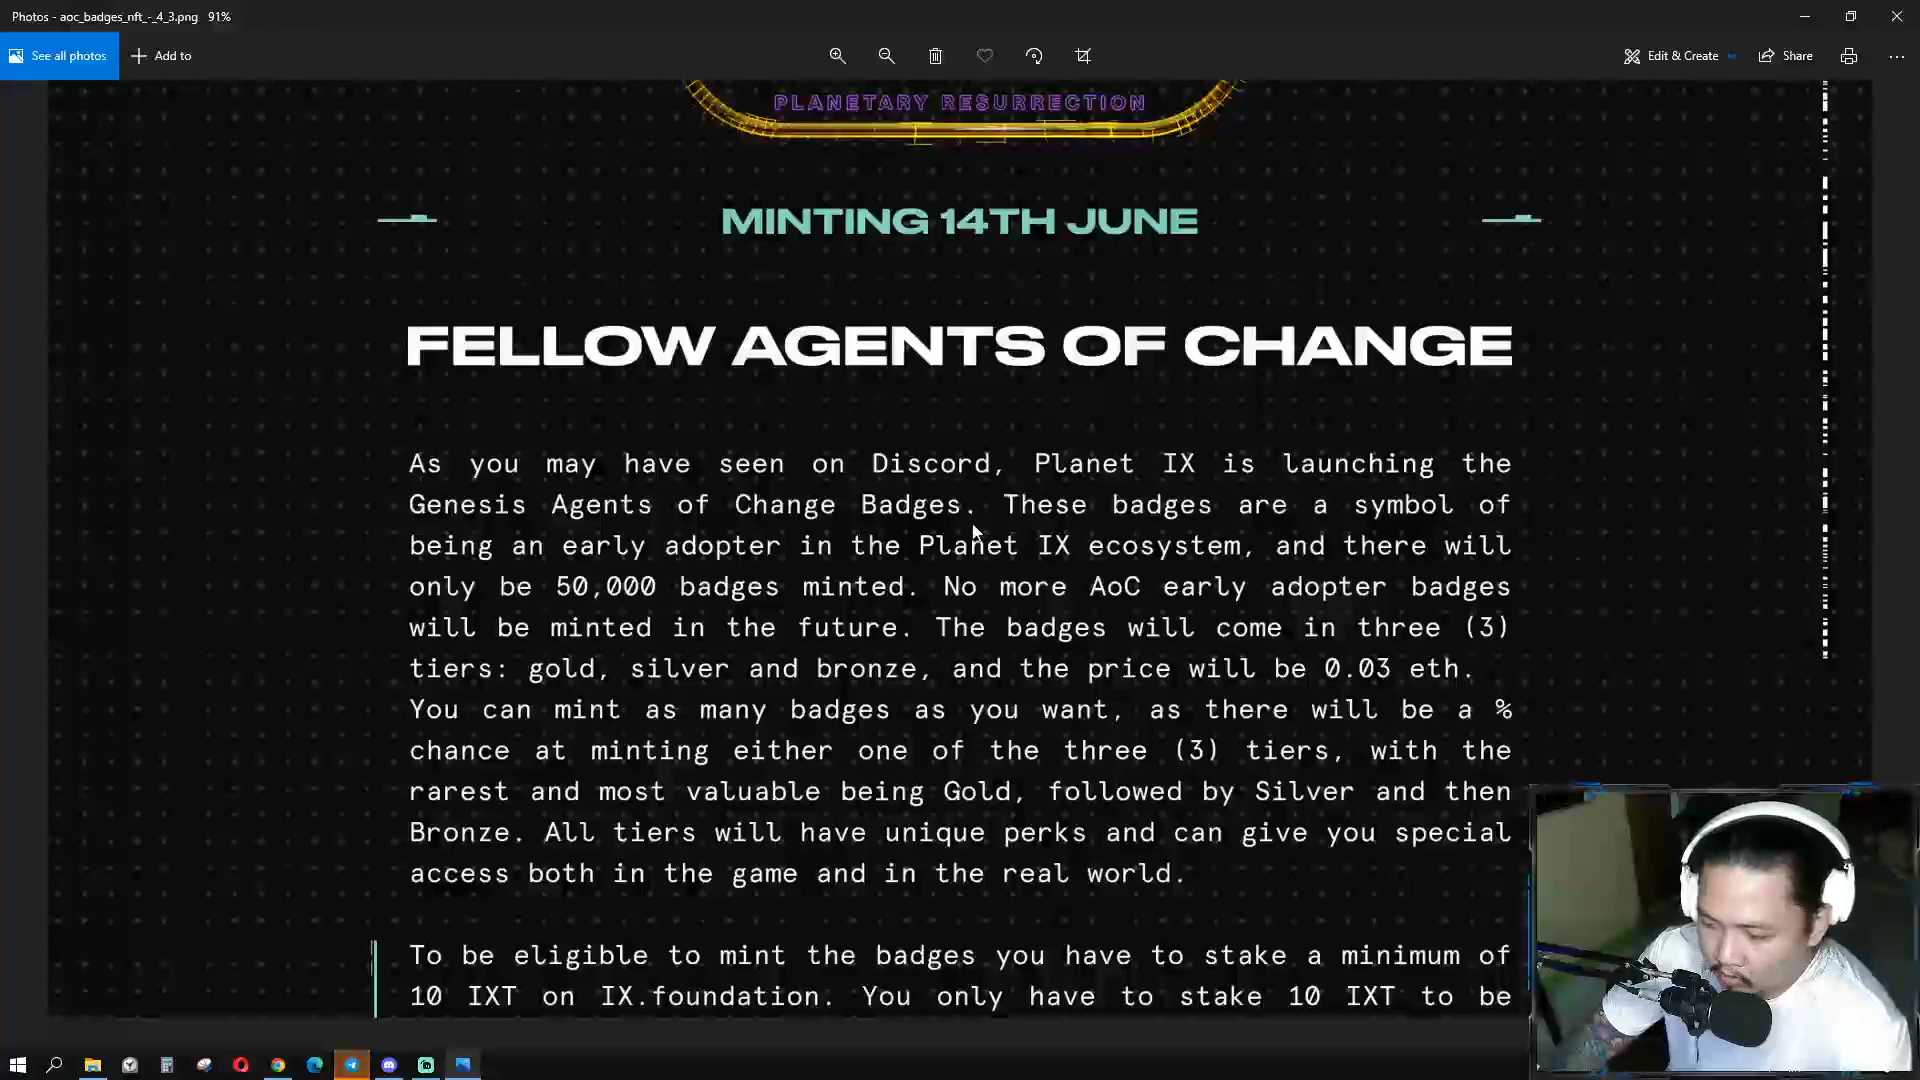 Photos - aoc_badges_nft_-_4_3.png 91%
See all photos
Add to
Edit & Create
Share
PLANETARY RESURRECTION
MINTING 14TH JUNE
FELLOW AGENTS OF CHANGE
As you may have seen on Discord, Planet IX is launching the
Genesis Agents of Change Badges. These badges are a symbol of
being an early adopter in the Planet IX ecosystem, and there will
only be 50,000 badges minted. No more AoC early adopter badges
will be minted in the future. The badges will come in three (3)
tiers: gold, silver and bronze, and the price will be 0.03 eth.
You can mint as many badges as you want, as there will be a %
chance at minting either one of the three (3) tiers, with the
rarest and most valuable being Gold, followed by Silver and then
Bronze. All tiers will have unique perks and can give you special
access both in the game and in the real world.
To be eligible to mint the badges you have to stake a minimum of
10 IXT on IX.foundation. You only have to stake 10 IXT to be